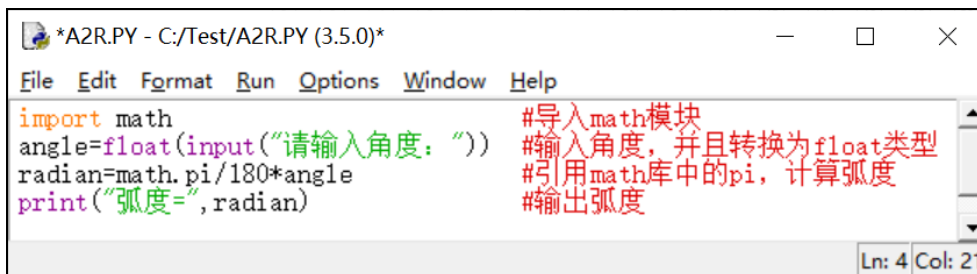 *A2R.PY - C:/Test/A2R.PY (3.5.0)*
File Edit Format Run Options Window Help
import math #导入math模块
angle=float(input("请输入角度：")) #输入角度，并且转换为float类型
radian=math.pi/180*angle #引用math库中的pi，计算弧度
print("弧度=",radian) #输出弧度
Ln: 4 Col: 2